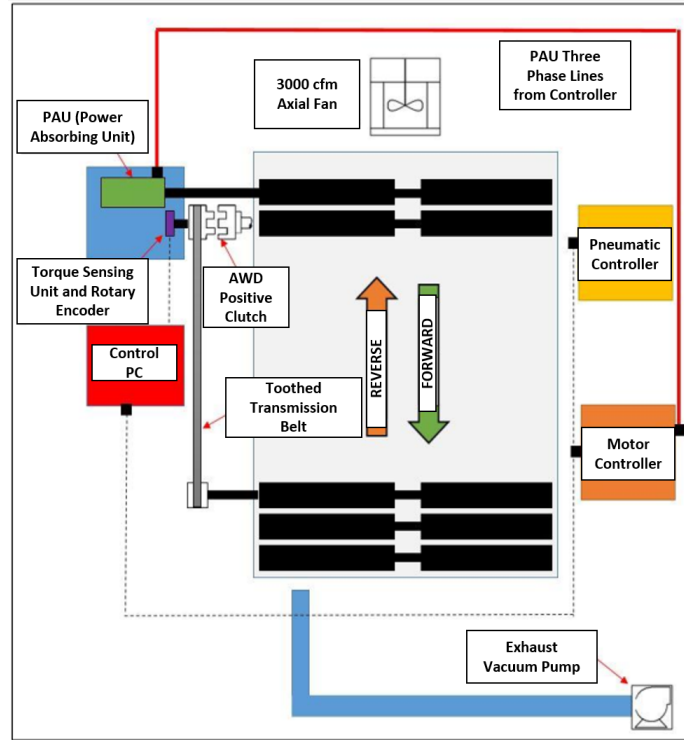 3000 cfm
Axial Fan
PAU Three
Phase Lines
from Controller
PAU (Power
Absorbing Unit)
Torque Sensing
Unit and Rotary
Encoder
AWD
Positive
Clutch
Pneumatic
Controller
Control
PC
REVERSE
FORWARD
Toothed
Transmission
Belt
Motor
Controller
Exhaust
Vacuum Pump